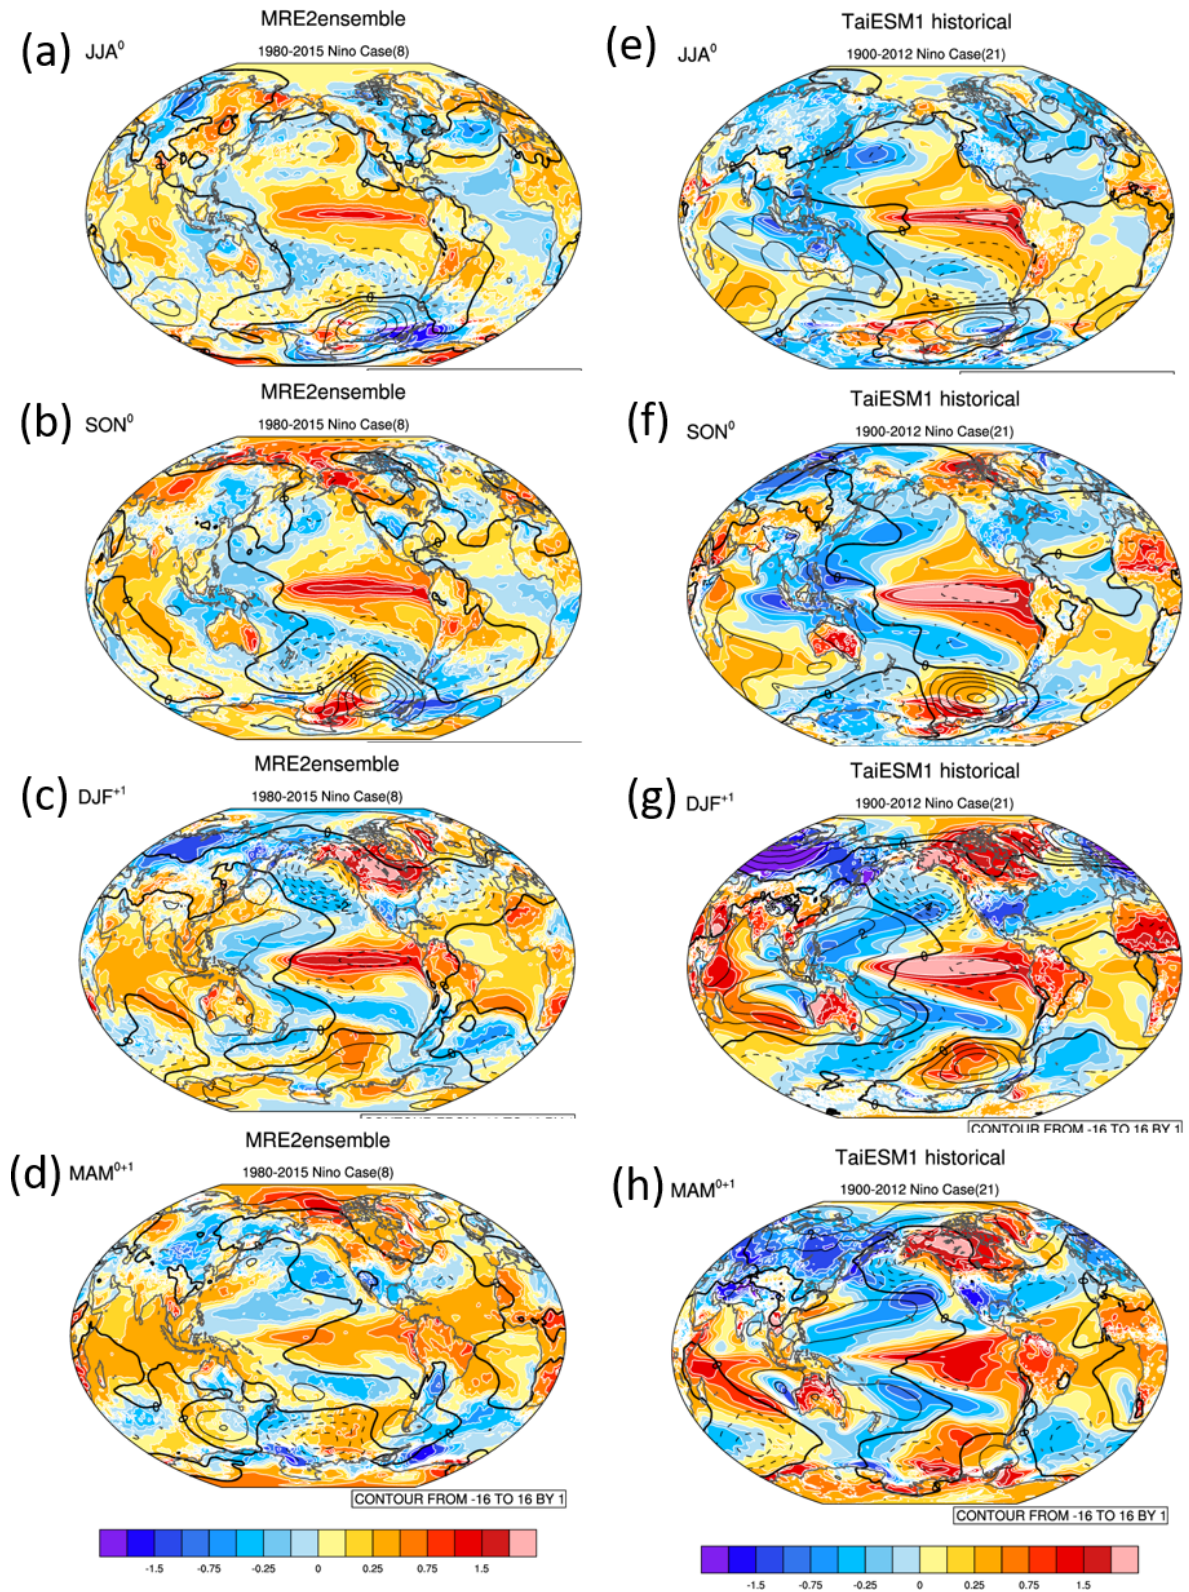 MRE2ensemble
(a) JJA⁰
1980-2015 Nino Case(8)
TaiESM1 historical
(e) JJA⁰
1900-2012 Nino Case(21)
MRE2ensemble
(b) SON⁰
1980-2015 Nino Case(8)
TaiESM1 historical
(f) SON⁰
1900-2012 Nino Case(21)
MRE2ensemble
(c) DJF⁺¹
1980-2015 Nino Case(8)
TaiESM1 historical
(g) DJF⁺¹
1900-2012 Nino Case(21)
CONTOUR FROM -16 TO 16 BY 1
MRE2ensemble
(d) MAM⁰⁺¹
1980-2015 Nino Case(8)
CONTOUR FROM -16 TO 16 BY 1
-1.5 -0.75 -0.25 0 0.25 0.75 1.5
TaiESM1 historical
(h) MAM⁰⁺¹
1900-2012 Nino Case(21)
CONTOUR FROM -16 TO 16 BY 1
-1.5 -0.75 -0.25 0 0.25 0.75 1.5